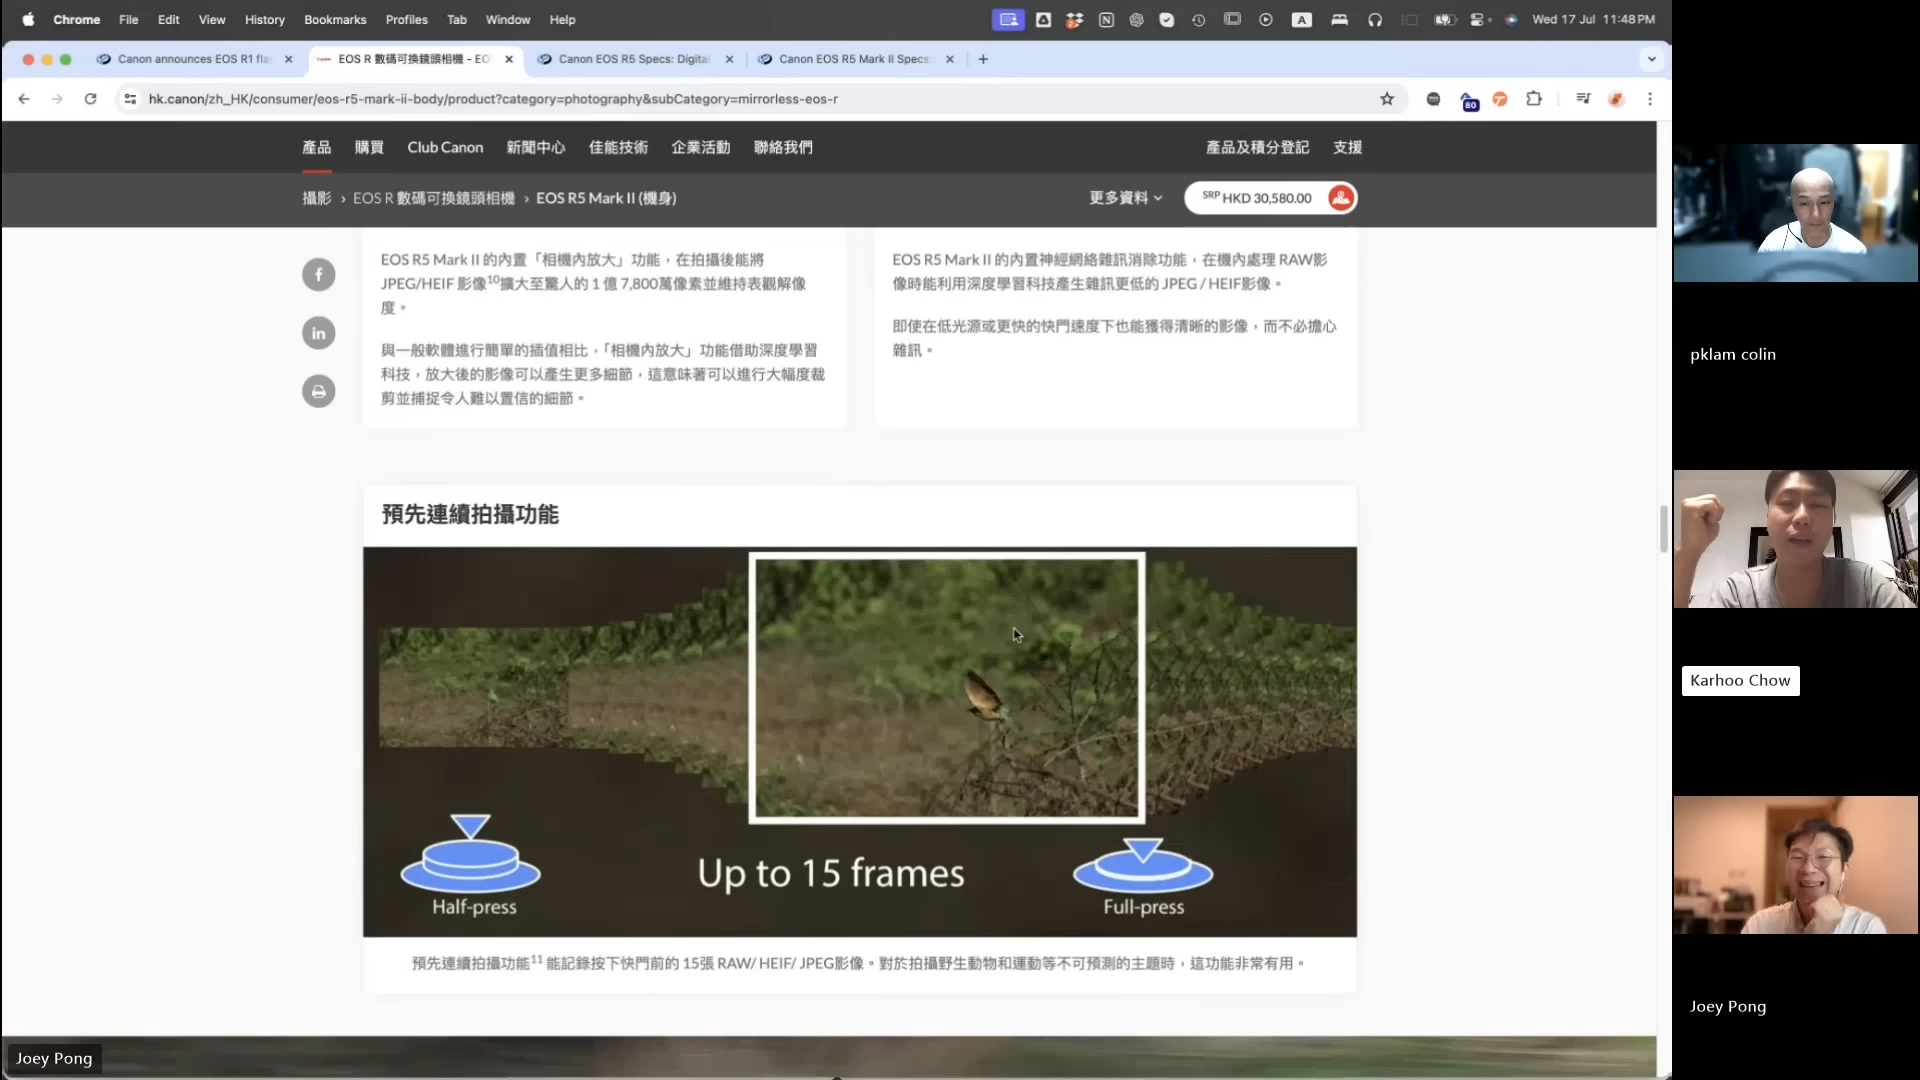 Chrome File Edit View History Bookmarks Profiles Tab Window Help
A Wed 17 Jul 11:48 PM
Canon announces EOS R1 fla
EOS R 數碼可換鏡頭相機 - EO
Canon EOS R5 Specs: Digital
Canon EOS R5 Mark II Specs
hk.canon/zh_HK/consumer/eos-r5-mark-ii-body/product?category=photography&subCategory=mirrorless-eos-r
80
產品 購買 Club Canon 新聞中心 佳能技術 企業活動 聯絡我們 產品及積分登記 支援
攝影 › EOS R 數碼可換鏡頭相機 › EOS R5 Mark II (機身) 更多資料 SRP HKD 30,580.00
EOS R5 Mark II 的內置「相機內放大」功能，在拍攝後能將
JPEG/HEIF 影像10擴大至驚人的 1 億 7,800萬像素並維持表觀解像
度。
與一般軟體進行簡單的插值相比，「相機內放大」功能借助深度學習
科技，放大後的影像可以產生更多細節，這意味著可以進行大幅度裁
剪並捕捉令人難以置信的細節。
EOS R5 Mark II 的內置神經網絡雜訊消除功能，在機內處理 RAW影
像時能利用深度學習科技產生雜訊更低的 JPEG / HEIF影像。
即使在低光源或更快的快門速度下也能獲得清晰的影像，而不必擔心
雜訊。
f
in
預先連續拍攝功能
Up to 15 frames
Half-press
Full-press
預先連續拍攝功能11 能記錄按下快門前的 15張 RAW/ HEIF/ JPEG影像。對於拍攝野生動物和運動等不可預測的主題時，這功能非常有用。
Joey Pong
pklam colin
Karhoo Chow
Joey Pong